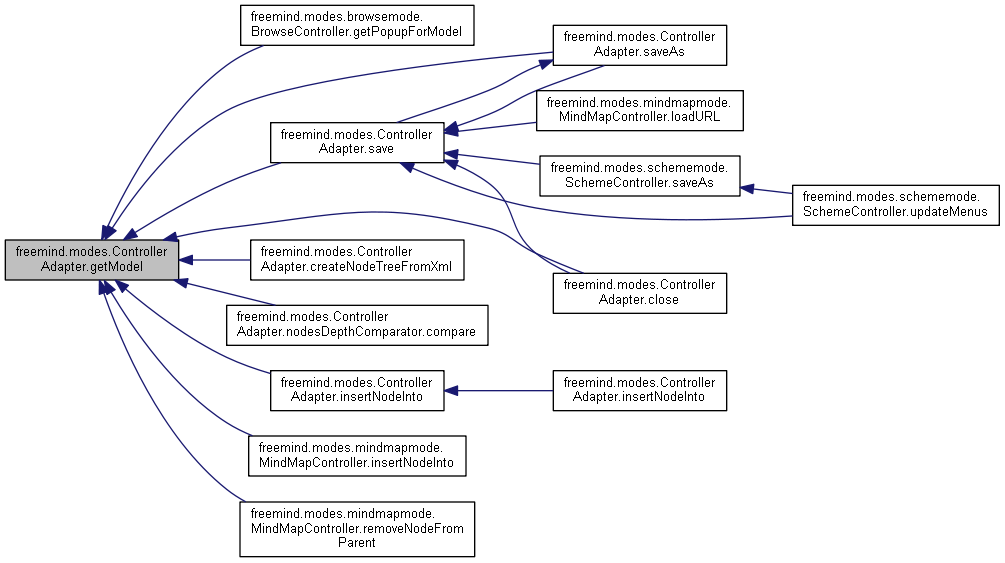 freemind.modes.browsemode.
BrowseController.getPopupForModel
freemind.modes.Controller
Adapter.saveAs
freemind.modes.mindmapmode.
MindMapController.loadURL
freemind.modes.Controller
Adapter.save
freemind.modes.schememode.
SchemeController.saveAs
freemind.modes.schememode.
SchemeController.updateMenus
freemind.modes.Controller
Adapter.getModel
freemind.modes.Controller
Adapter.createNodeTreeFromXml
freemind.modes.Controller
Adapter.close
freemind.modes.Controller
Adapter.nodesDepthComparator.compare
freemind.modes.Controller
Adapter.insertNodeInto
freemind.modes.Controller
Adapter.insertNodeInto
freemind.modes.mindmapmode.
MindMapController.insertNodeInto
freemind.modes.mindmapmode.
MindMapController.removeNodeFrom
Parent